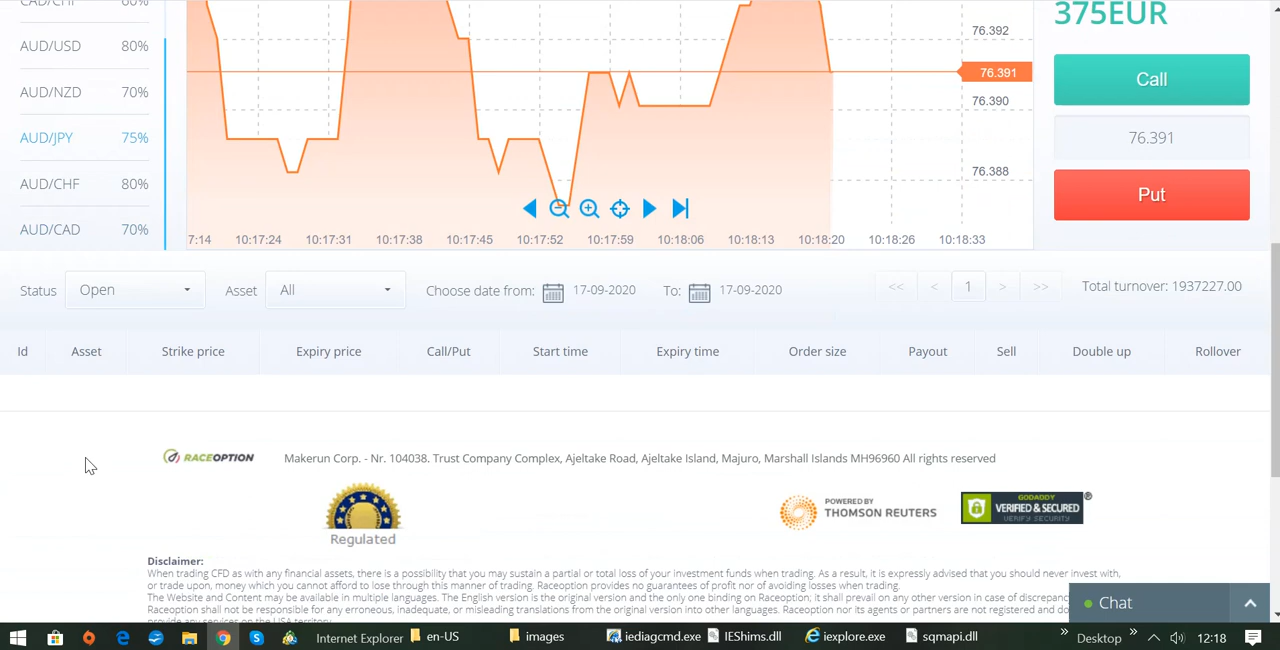 CAD/CHF 80%
AUD/USD 80%
AUD/NZD 70%
AUD/JPY 75%
AUD/CHF 80%
AUD/CAD 70%
76.392
76.391
76.390
76.388
7:14 10:17:24 10:17:31 10:17:38 10:17:45 10:17:52 10:17:59 10:18:06 10:18:13 10:18:20 10:18:26 10:18:33
375EUR
Call
76.391
Put
Status Open Asset All Choose date from: 17-09-2020 To: 17-09-2020 << < 1 > >> Total turnover: 1937227.00
Id Asset Strike price Expiry price Call/Put Start time Expiry time Order size Payout Sell Double up Rollover
RACEOPTION Makerun Corp. - Nr. 104038. Trust Company Complex, Ajeltake Road, Ajeltake Island, Majuro, Marshall Islands MH96960 All rights reserved
Regulated
POWERED BY
THOMSON REUTERS
GODADDY
VERIFIED & SECURED
VERIFY SECURITY
®
Disclaimer:
When trading CFD as with any financial assets, there is a possibility that you may sustain a partial or total loss of your investment funds when trading. As a result, it is expressly advised that you should never invest with,
or trade upon, money which you cannot afford to lose through this manner of trading. Raceoption provides no guarantees of profit nor of avoiding losses when trading.
The Website and Content may be available in multiple languages. The English version is the original version and the only one binding on Raceoption; it shall prevail on any other version in case of discrepancy
Raceoption shall not be responsible for any erroneous, inadequate, or misleading translations from the original version into other languages. Raceoption nor its agents or partners are not registered and do
provide any services on the USA territory.
Chat
Internet Explorer en-US images iediagcmd.exe IEShims.dll iexplore.exe sqmapi.dll » Desktop » 12:18